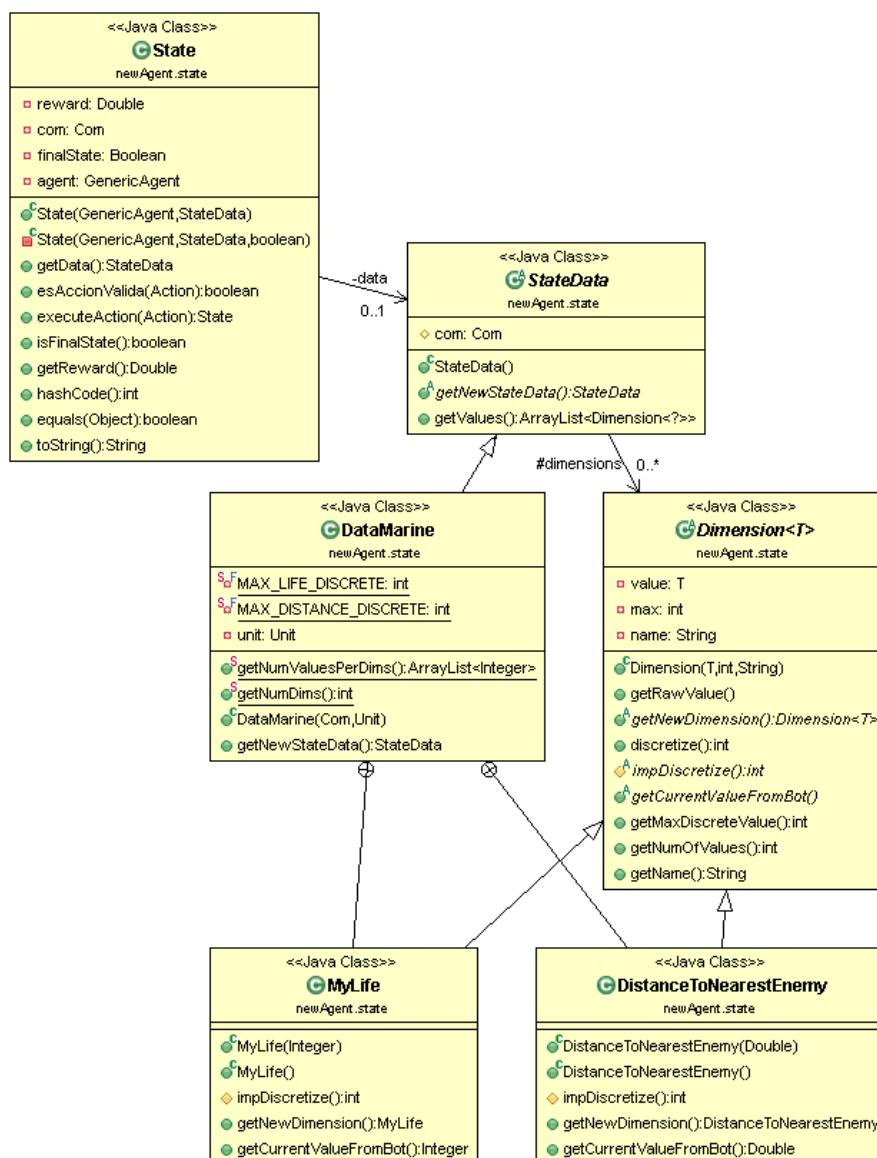 <<Java Class>>
State
newAgent.state
reward: Double
com: Com
finalState: Boolean
agent: GenericAgent
State(GenericAgent,StateData)
State(GenericAgent,StateData,boolean)
getData():StateData
esAccionValida(Action):boolean
executeAction(Action):State
isFinalState():boolean
getReward():Double
hashCode():int
equals(Object):boolean
toString():String
-data
0..1
<<Java Class>>
StateData
newAgent.state
com: Com
StateData()
getNewStateData():StateData
getValues():ArrayList<Dimension<?>>
#dimensions
0..*
<<Java Class>>
DataMarine
newAgent.state
MAX_LIFE_DISCRETE: int
MAX_DISTANCE_DISCRETE: int
unit: Unit
getNumValuesPerDims():ArrayList<Integer>
getNumDims():int
DataMarine(Com,Unit)
getNewStateData():StateData
<<Java Class>>
Dimension<T>
newAgent.state
value: T
max: int
name: String
Dimension(T,int,String)
getRawValue()
getNewDimension():Dimension<T>
discretize():int
impDiscretize():int
getCurrentValueFromBot()
getMaxDiscreteValue():int
getNumOfValues():int
getName():String
<<Java Class>>
MyLife
newAgent.state
MyLife(Integer)
MyLife()
impDiscretize():int
getNewDimension():MyLife
getCurrentValueFromBot():Integer
<<Java Class>>
DistanceToNearestEnemy
newAgent.state
DistanceToNearestEnemy(Double)
DistanceToNearestEnemy()
impDiscretize():int
getNewDimension():DistanceToNearestEnemy
getCurrentValueFromBot():Double